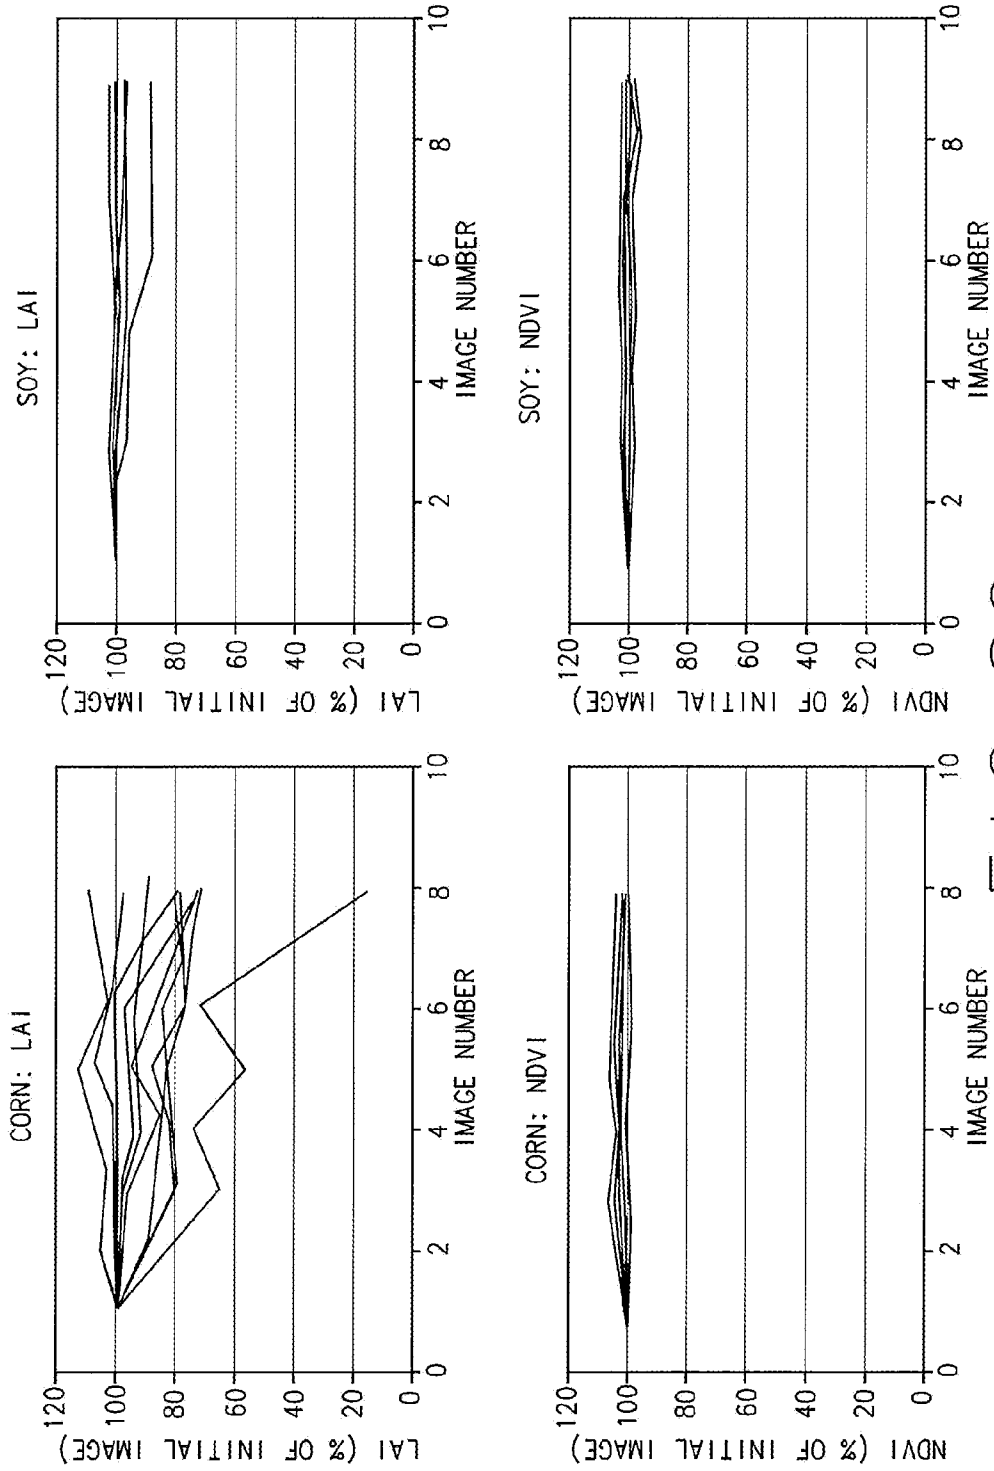 CORN: LAI
LAI (% OF INITIAL IMAGE)
120
100
80
60
40
20
0
0 2 4 6 8 10
IMAGE NUMBER
SOY: LAI
LAI (% OF INITIAL IMAGE)
120
100
80
60
40
20
0
0 2 4 6 8 10
IMAGE NUMBER
CORN: NDVI
NDVI (% OF INITIAL IMAGE)
120
100
80
60
40
20
0
0 2 4 6 8 10
IMAGE NUMBER
SOY: NDVI
NDVI (% OF INITIAL IMAGE)
120
100
80
60
40
20
0
0 2 4 6 8 10
IMAGE NUMBER